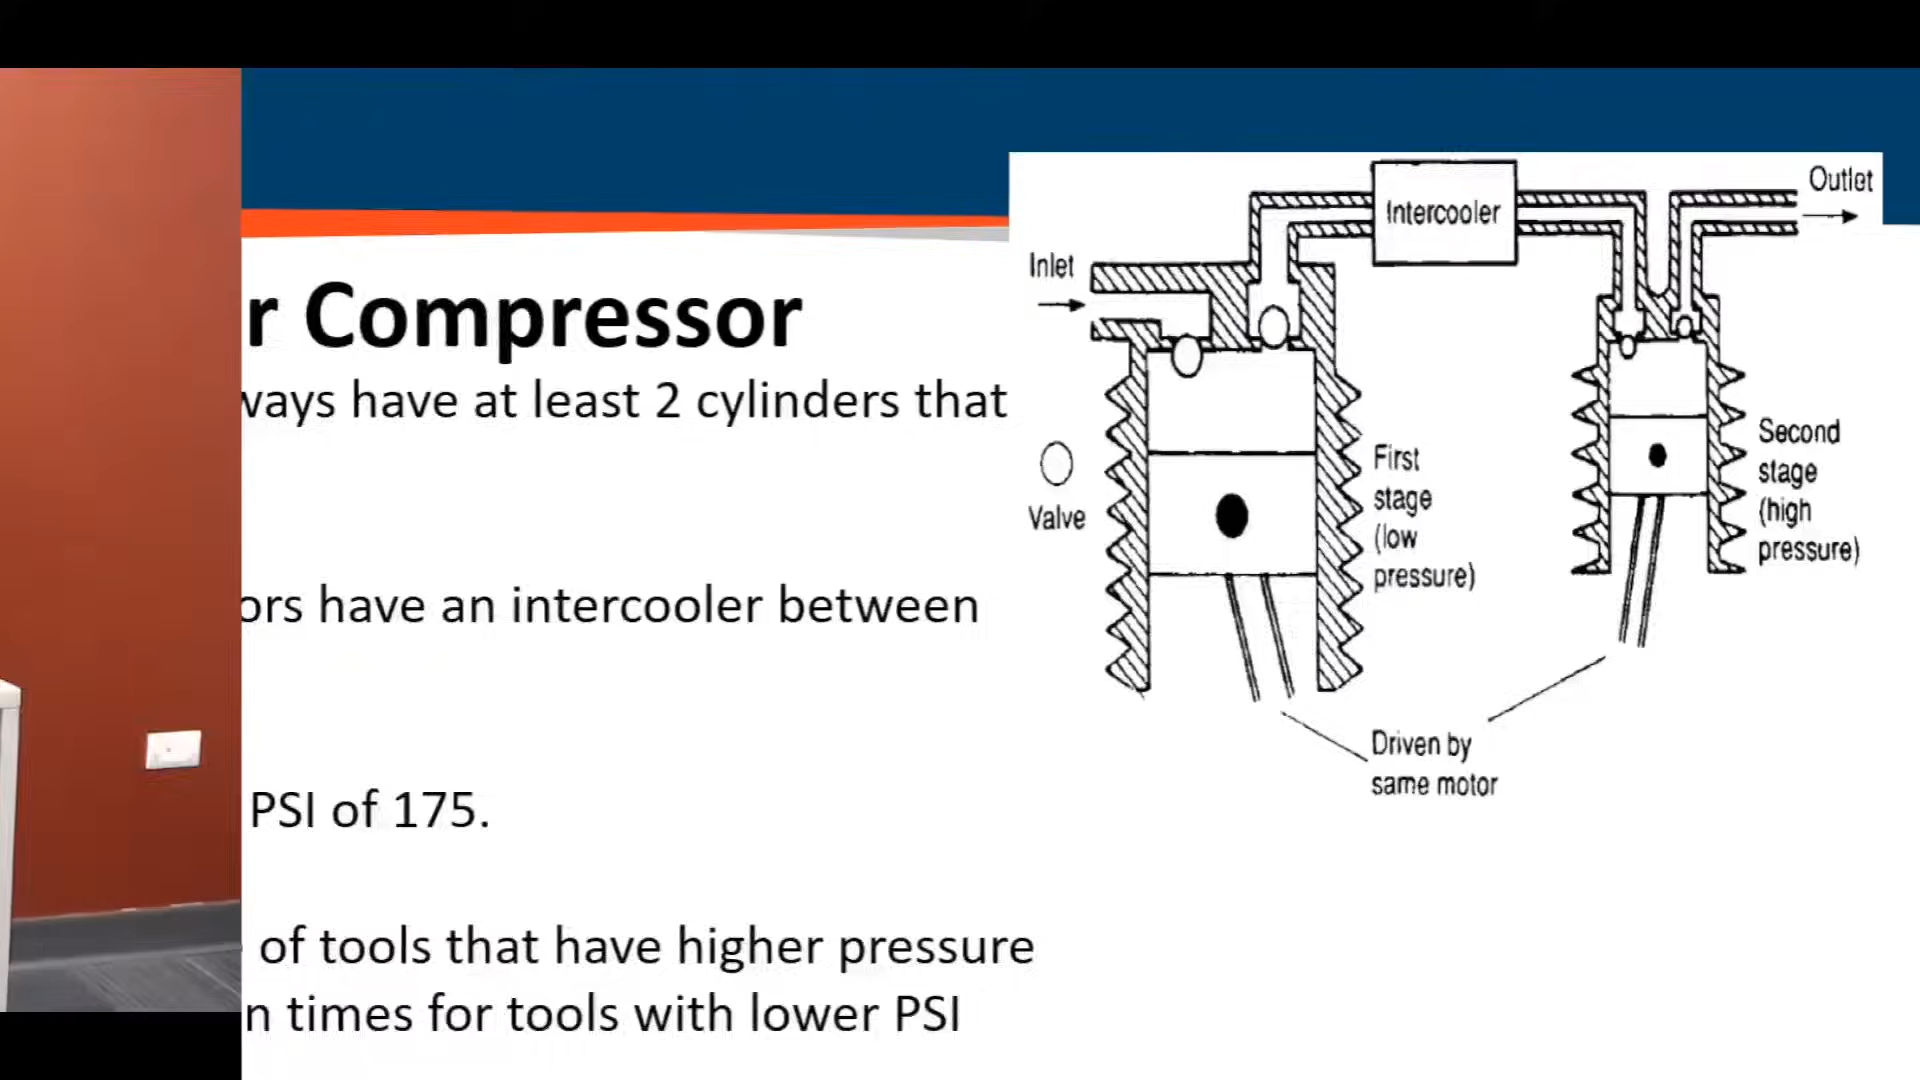 r Compressor
ways have at least 2 cylinders that
ors have an intercooler between
PSI of 175.
of tools that have higher pressure
n times for tools with lower PSI
Intercooler
Outlet
Inlet
Valve
First
stage
(low
pressure)
Second
stage
(high
pressure)
Driven by
same motor